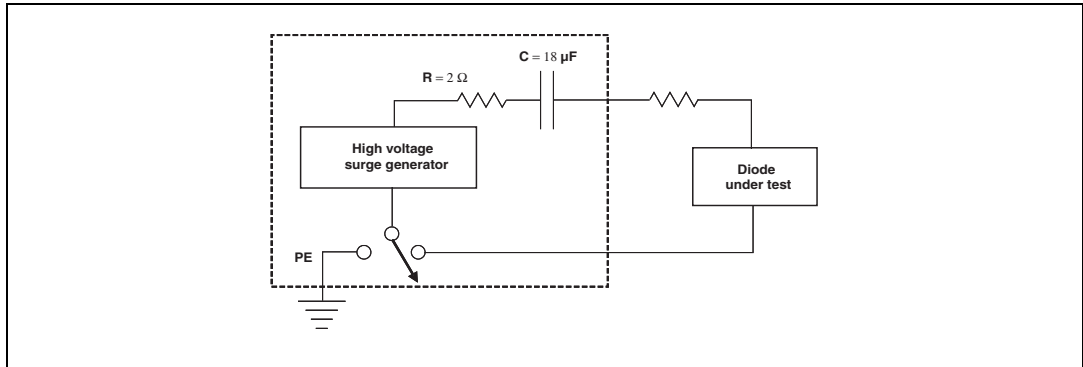 C = 18 µF
R = 2 Ω
High voltage
surge generator
Diode
under test
PE